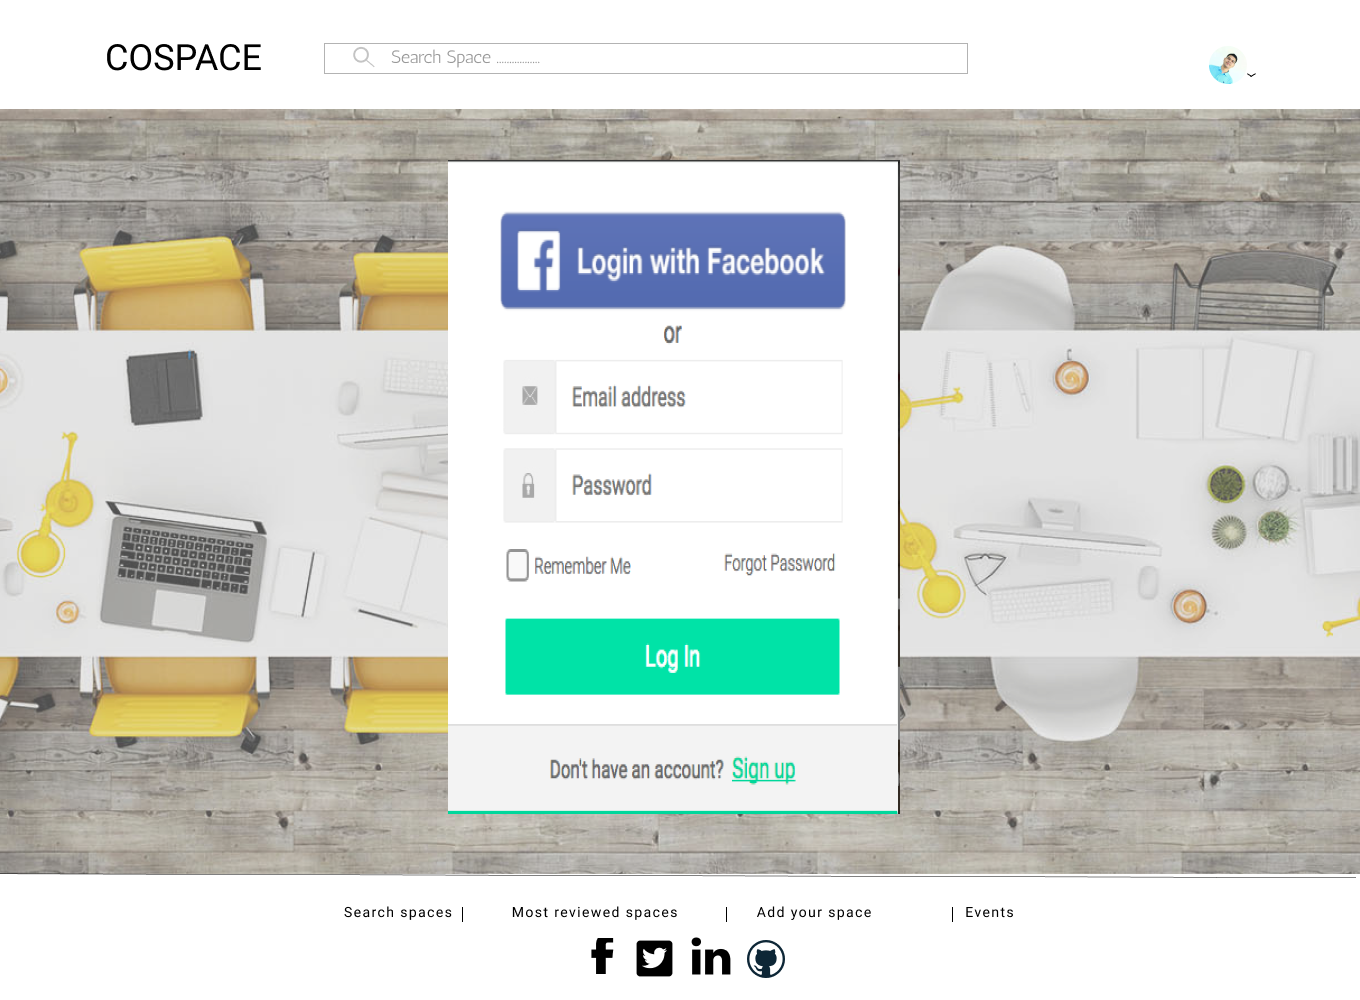 COSPACE
Search Space .................
Login with Facebook
or
Email address
Password
Remember Me
Forgot Password
Log In
Don't have an account? Sign up
Search spaces | Most reviewed spaces | Add your space | Events